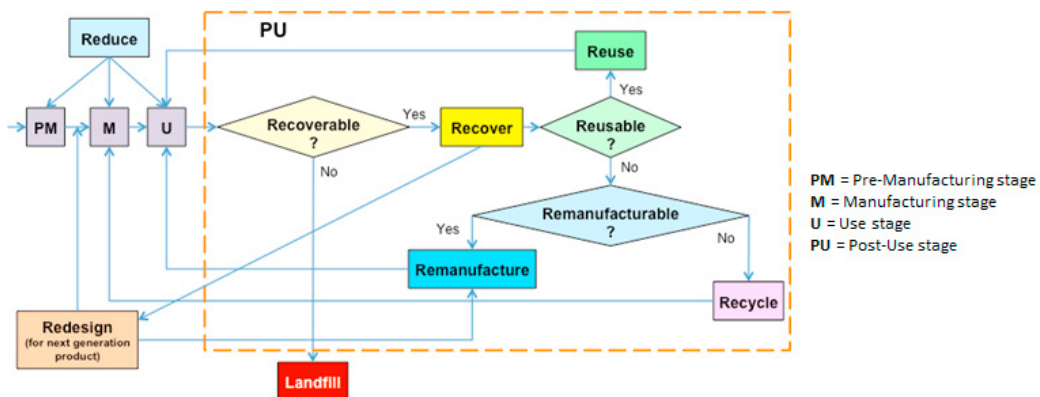 PU
Reduce
Reuse
PM
M
U
Recoverable
?
Yes
Recover
Reusable
?
Yes
No
No
Remanufacturable
?
Yes
No
Remanufacture
Recycle
Redesign
(for next generation
product)
Landfill
PM = Pre-Manufacturing stage
M = Manufacturing stage
U = Use stage
PU = Post-Use stage